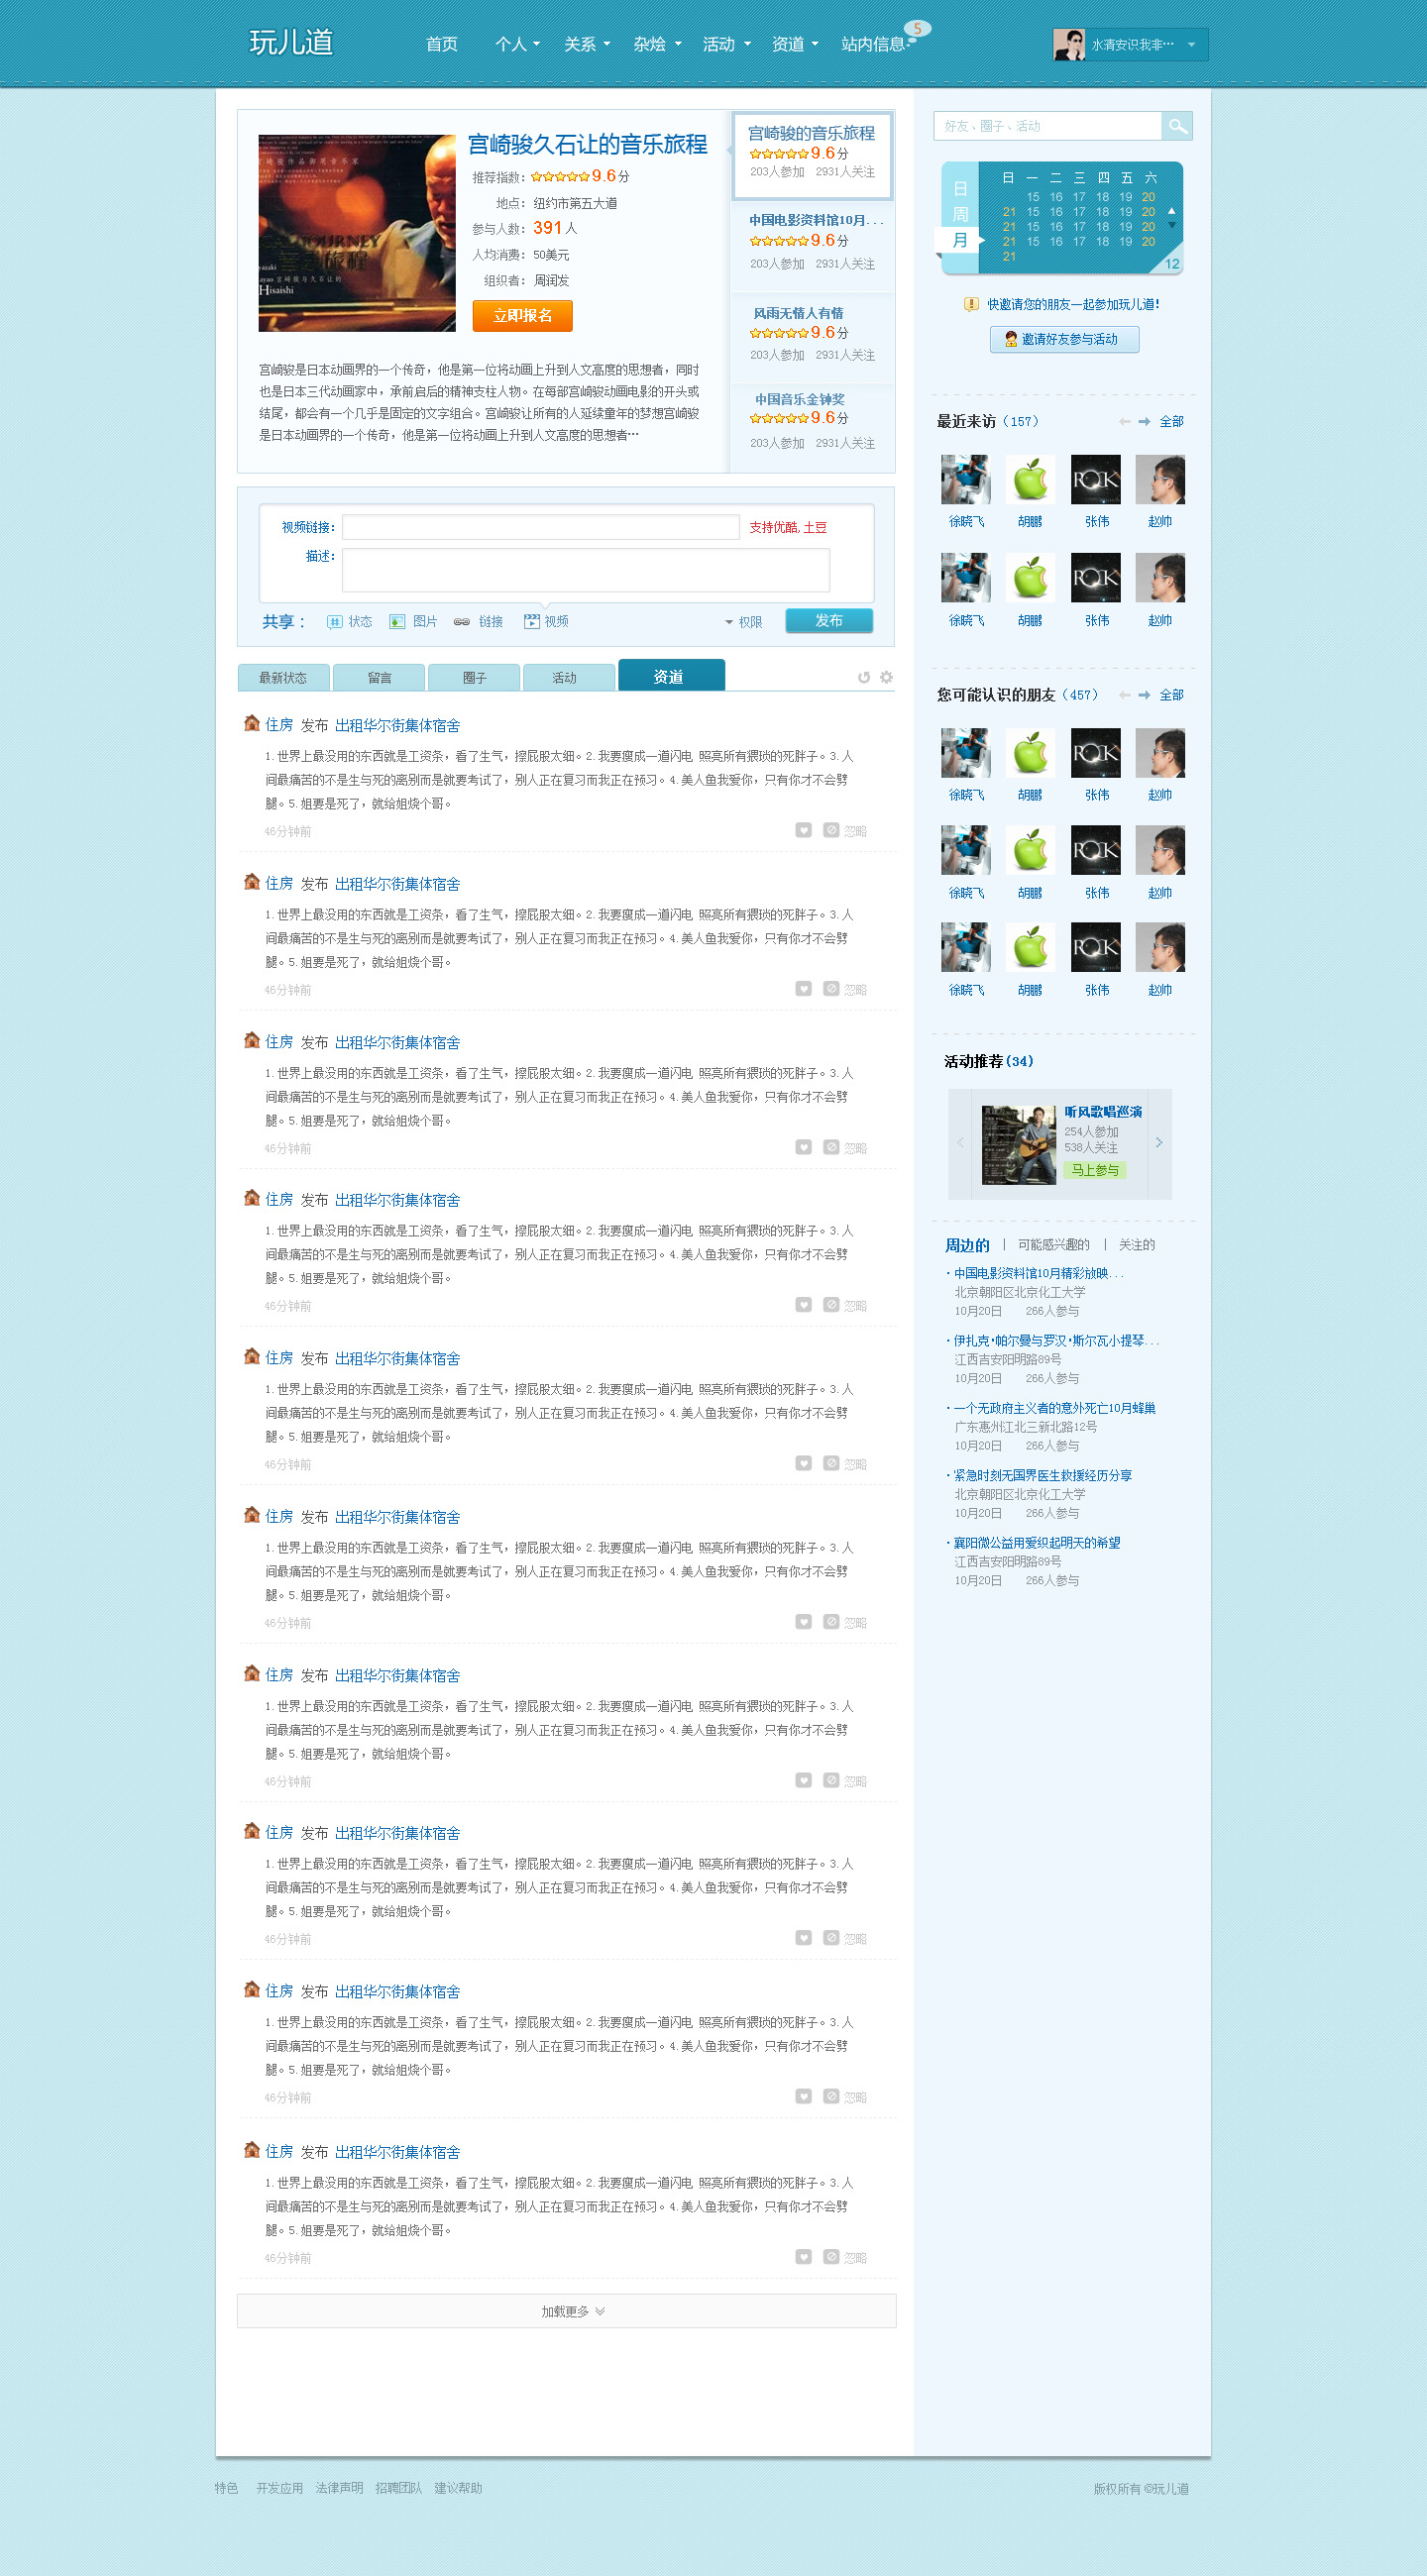 玩儿道
首页 个人 关系 杂烩 活动 资道 站内信息 5
水清安识我非…
宫崎骏久石让的音乐旅程
推荐指数： 9.6分
地点： 纽约市第五大道
参与人数： 391人
人均消费： 50美元
组织者： 周润发
立即报名
宫崎骏是日本动画界的一个传奇，他是第一位将动画上升到人文高度的思想者，同时
也是日本三代动画家中，承前启后的精神支柱人物。在每部宫崎骏动画电影的开头或
结尾，都会有一个几乎是固定的文字组合。宫崎骏让所有的人延续童年的梦想宫崎骏
是日本动画界的一个传奇，他是第一位将动画上升到人文高度的思想者…
宫崎骏的音乐旅程
9.6分
203人参加 2931人关注
中国电影资料馆10月...
9.6分
203人参加 2931人关注
风雨无情人有情
9.6分
203人参加 2931人关注
中国音乐金钟奖
9.6分
203人参加 2931人关注
视频链接： 支持优酷,土豆
描述：
共享： 状态 图片 链接 视频 权限 发布
最新状态 留言 圈子 活动 资道
住房 发布 出租华尔街集体宿舍
1.世界上最没用的东西就是工资条，看了生气，擦屁股太细。2.我要瘦成一道闪电 照亮所有猥琐的死胖子。3.人
间最痛苦的不是生与死的离别而是就要考试了，别人正在复习而我正在预习。4.美人鱼我爱你，只有你才不会劈
腿。5.姐要是死了，就给姐烧个哥。
46分钟前 忽略
住房 发布 出租华尔街集体宿舍
1.世界上最没用的东西就是工资条，看了生气，擦屁股太细。2.我要瘦成一道闪电 照亮所有猥琐的死胖子。3.人
间最痛苦的不是生与死的离别而是就要考试了，别人正在复习而我正在预习。4.美人鱼我爱你，只有你才不会劈
腿。5.姐要是死了，就给姐烧个哥。
46分钟前 忽略
住房 发布 出租华尔街集体宿舍
1.世界上最没用的东西就是工资条，看了生气，擦屁股太细。2.我要瘦成一道闪电 照亮所有猥琐的死胖子。3.人
间最痛苦的不是生与死的离别而是就要考试了，别人正在复习而我正在预习。4.美人鱼我爱你，只有你才不会劈
腿。5.姐要是死了，就给姐烧个哥。
46分钟前 忽略
住房 发布 出租华尔街集体宿舍
1.世界上最没用的东西就是工资条，看了生气，擦屁股太细。2.我要瘦成一道闪电 照亮所有猥琐的死胖子。3.人
间最痛苦的不是生与死的离别而是就要考试了，别人正在复习而我正在预习。4.美人鱼我爱你，只有你才不会劈
腿。5.姐要是死了，就给姐烧个哥。
46分钟前 忽略
住房 发布 出租华尔街集体宿舍
1.世界上最没用的东西就是工资条，看了生气，擦屁股太细。2.我要瘦成一道闪电 照亮所有猥琐的死胖子。3.人
间最痛苦的不是生与死的离别而是就要考试了，别人正在复习而我正在预习。4.美人鱼我爱你，只有你才不会劈
腿。5.姐要是死了，就给姐烧个哥。
46分钟前 忽略
住房 发布 出租华尔街集体宿舍
1.世界上最没用的东西就是工资条，看了生气，擦屁股太细。2.我要瘦成一道闪电 照亮所有猥琐的死胖子。3.人
间最痛苦的不是生与死的离别而是就要考试了，别人正在复习而我正在预习。4.美人鱼我爱你，只有你才不会劈
腿。5.姐要是死了，就给姐烧个哥。
46分钟前 忽略
住房 发布 出租华尔街集体宿舍
1.世界上最没用的东西就是工资条，看了生气，擦屁股太细。2.我要瘦成一道闪电 照亮所有猥琐的死胖子。3.人
间最痛苦的不是生与死的离别而是就要考试了，别人正在复习而我正在预习。4.美人鱼我爱你，只有你才不会劈
腿。5.姐要是死了，就给姐烧个哥。
46分钟前 忽略
住房 发布 出租华尔街集体宿舍
1.世界上最没用的东西就是工资条，看了生气，擦屁股太细。2.我要瘦成一道闪电 照亮所有猥琐的死胖子。3.人
间最痛苦的不是生与死的离别而是就要考试了，别人正在复习而我正在预习。4.美人鱼我爱你，只有你才不会劈
腿。5.姐要是死了，就给姐烧个哥。
46分钟前 忽略
住房 发布 出租华尔街集体宿舍
1.世界上最没用的东西就是工资条，看了生气，擦屁股太细。2.我要瘦成一道闪电 照亮所有猥琐的死胖子。3.人
间最痛苦的不是生与死的离别而是就要考试了，别人正在复习而我正在预习。4.美人鱼我爱你，只有你才不会劈
腿。5.姐要是死了，就给姐烧个哥。
46分钟前 忽略
住房 发布 出租华尔街集体宿舍
1.世界上最没用的东西就是工资条，看了生气，擦屁股太细。2.我要瘦成一道闪电 照亮所有猥琐的死胖子。3.人
间最痛苦的不是生与死的离别而是就要考试了，别人正在复习而我正在预习。4.美人鱼我爱你，只有你才不会劈
腿。5.姐要是死了，就给姐烧个哥。
46分钟前 忽略
加载更多
好友、圈子、活动
日
周
月
日 一 二 三 四 五 六
15 16 17 18 19 20
21 15 16 17 18 19 20
21 15 16 17 18 19 20
21 15 16 17 18 19 20
21
12
快邀请您的朋友一起参加玩儿道!
邀请好友参与活动
最近来访（157） 全部
徐晓飞 胡鹏 张伟 赵帅
徐晓飞 胡鹏 张伟 赵帅
您可能认识的朋友（457） 全部
徐晓飞 胡鹏 张伟 赵帅
徐晓飞 胡鹏 张伟 赵帅
徐晓飞 胡鹏 张伟 赵帅
活动推荐(34)
听风歌唱巡演
254人参加
538人关注
马上参与
周边的 | 可能感兴趣的 | 关注的
·中国电影资料馆10月精彩放映...
北京朝阳区北京化工大学
10月20日 266人参与
·伊扎克·帕尔曼与罗汉·斯尔瓦小提琴...
江西吉安阳明路89号
10月20日 266人参与
·一个无政府主义者的意外死亡10月蜂巢
广东惠州江北三新北路12号
10月20日 266人参与
·紧急时刻无国界医生救援经历分享
北京朝阳区北京化工大学
10月20日 266人参与
·襄阳微公益用爱织起明天的希望
江西吉安阳明路89号
10月20日 266人参与
特色 开发应用 法律声明 招聘团队 建议帮助
版权所有 ©玩儿道